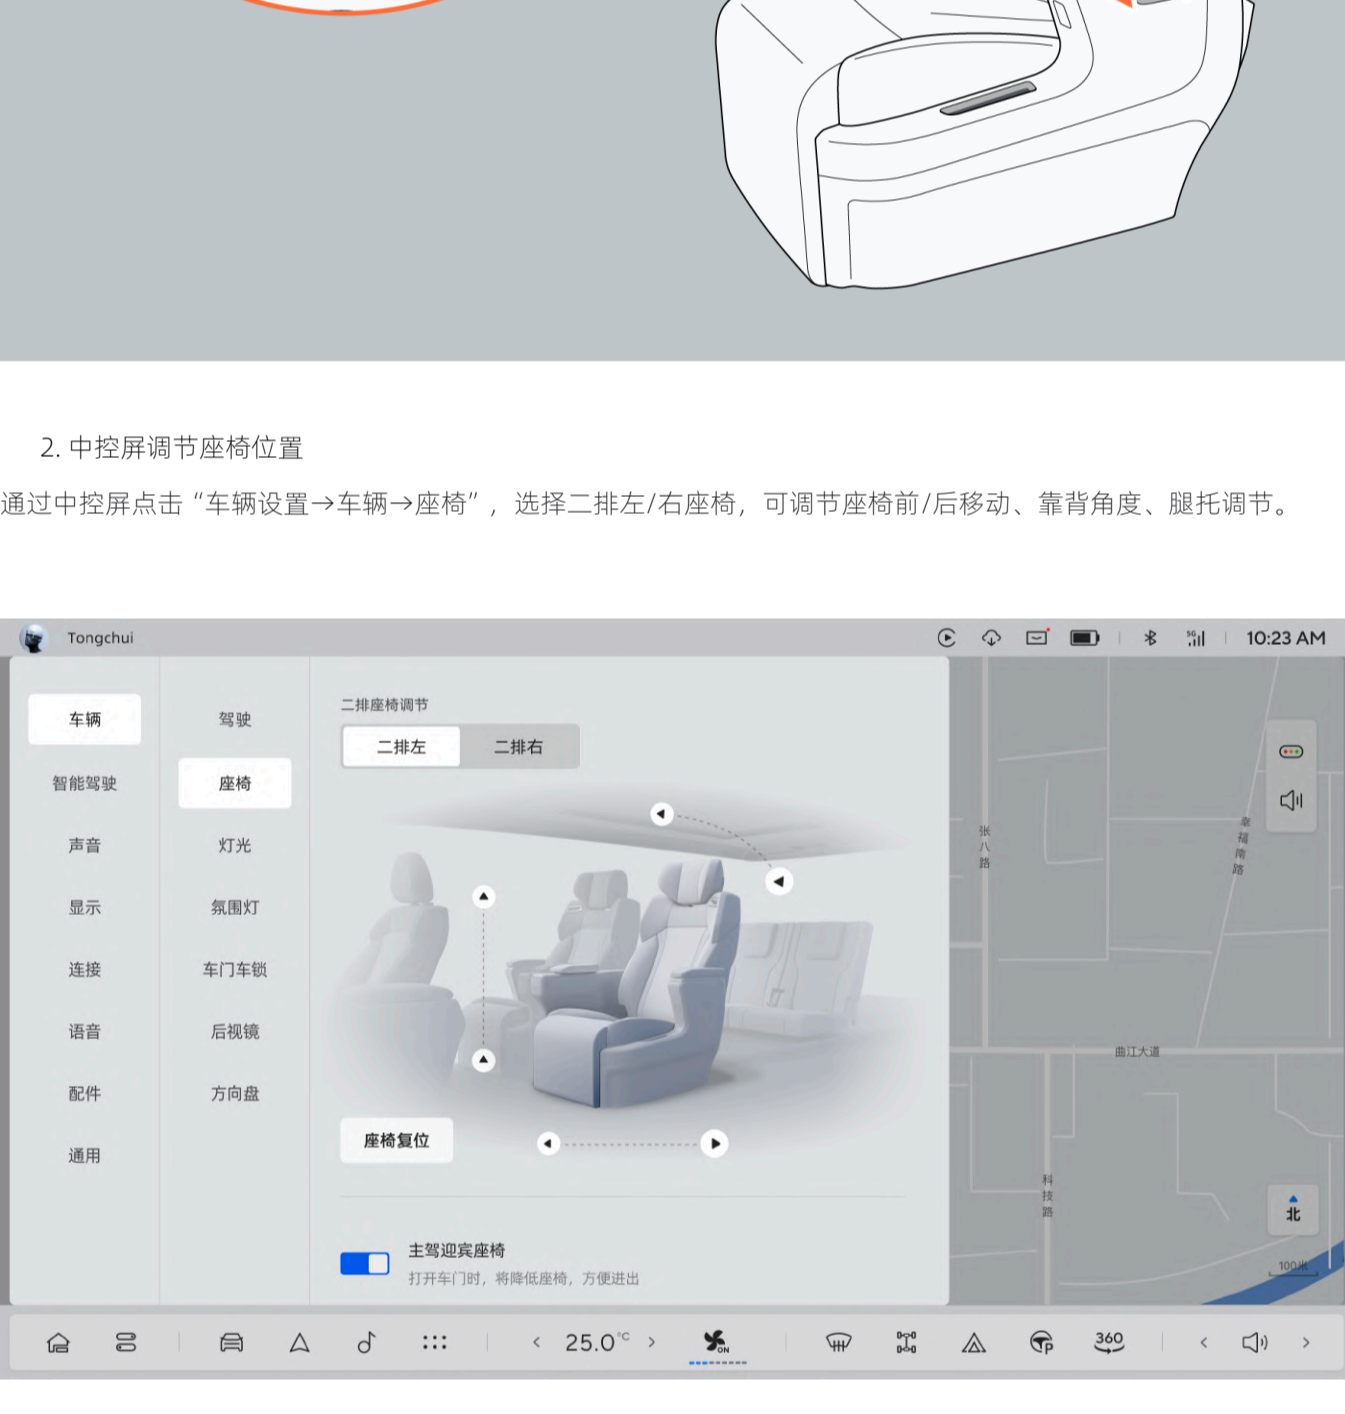 2. 中控屏调节座椅位置
通过中控屏点击“车辆设置→车辆→座椅”，选择二排左/右座椅，可调节座椅前/后移动、靠背角度、腿托调节。
Tongchui
5G
10:23 AM
车辆
智能驾驶
声音
显示
连接
语音
配件
通用
驾驶
座椅
灯光
氛围灯
车门车锁
后视镜
方向盘
二排座椅调节
二排左
二排右
座椅复位
主驾迎宾座椅
打开车门时，将降低座椅，方便进出
张八路
幸福南路
曲江大道
科技路
北
100米
25.0°C
ON
P
360